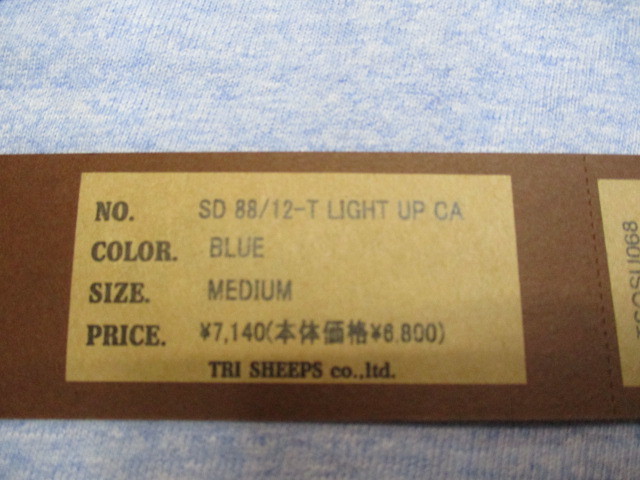 NO. SD 88/12-T LIGHT UP CA
COLOR. BLUE
SIZE. MEDIUM
PRICE. ¥7,140(本体価格¥6,800)
TRI SHEEPS co.,ltd.